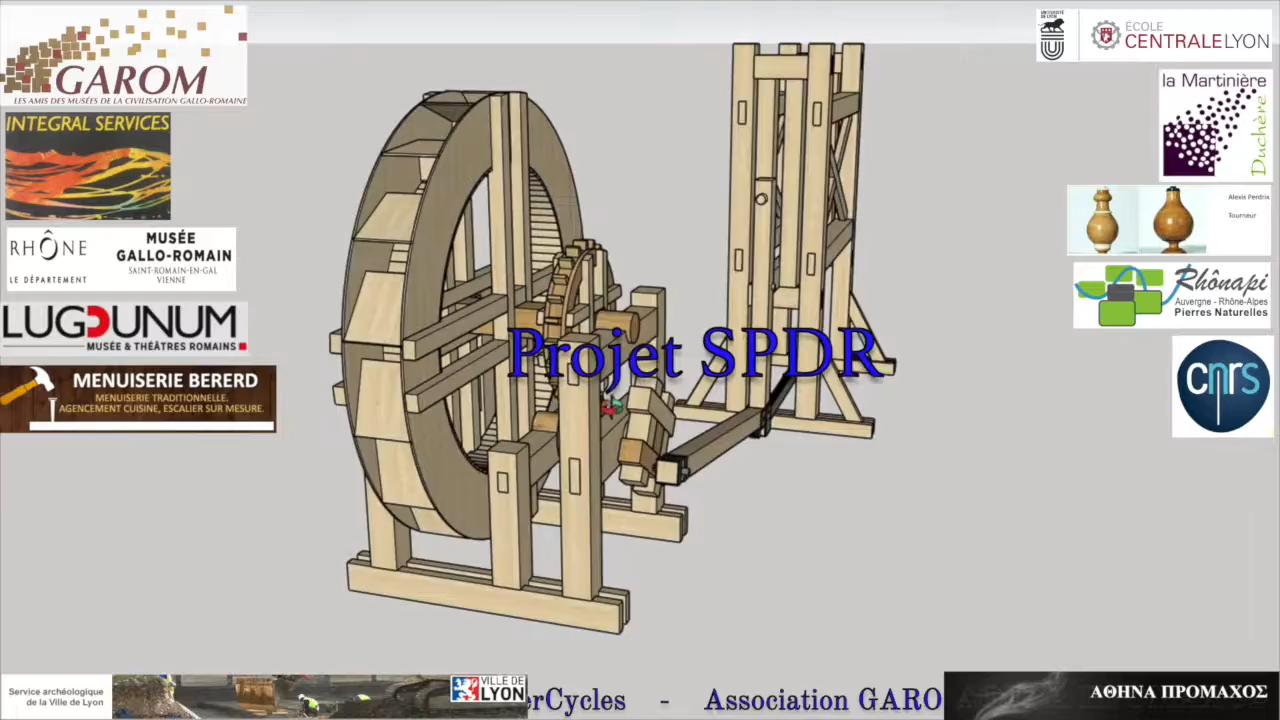 GAROM
LES AMIS DES MUSÉES DE LA CIVILISATION GALLO-ROMAINE
INTEGRAL SERVICES
RHÔNE
LE DÉPARTEMENT
MUSÉE
GALLO-ROMAIN
SAINT-ROMAIN-EN-GAL
VIENNE
LUGDUNUM
MUSÉE & THÉÂTRES ROMAINS
MENUISERIE BERERD
MENUISERIE TRADITIONNELLE.
AGENCEMENT CUISINE, ESCALIER SUR MESURE.
Projet SPDR
UNIVERSITÉ
DE LYON
ÉCOLE
CENTRALELYON
la Martinière
Duchère
Alexis Perdrix
Tourneur
Rhônapi
Auvergne - Rhône-Alpes
Pierres Naturelles
cnrs
Service archéologique
de la Ville de Lyon
VILLE DE
LYON
erCycles - Association GARO
ΑΘΗΝΑ ΠΡΟΜΑΧΟΣ